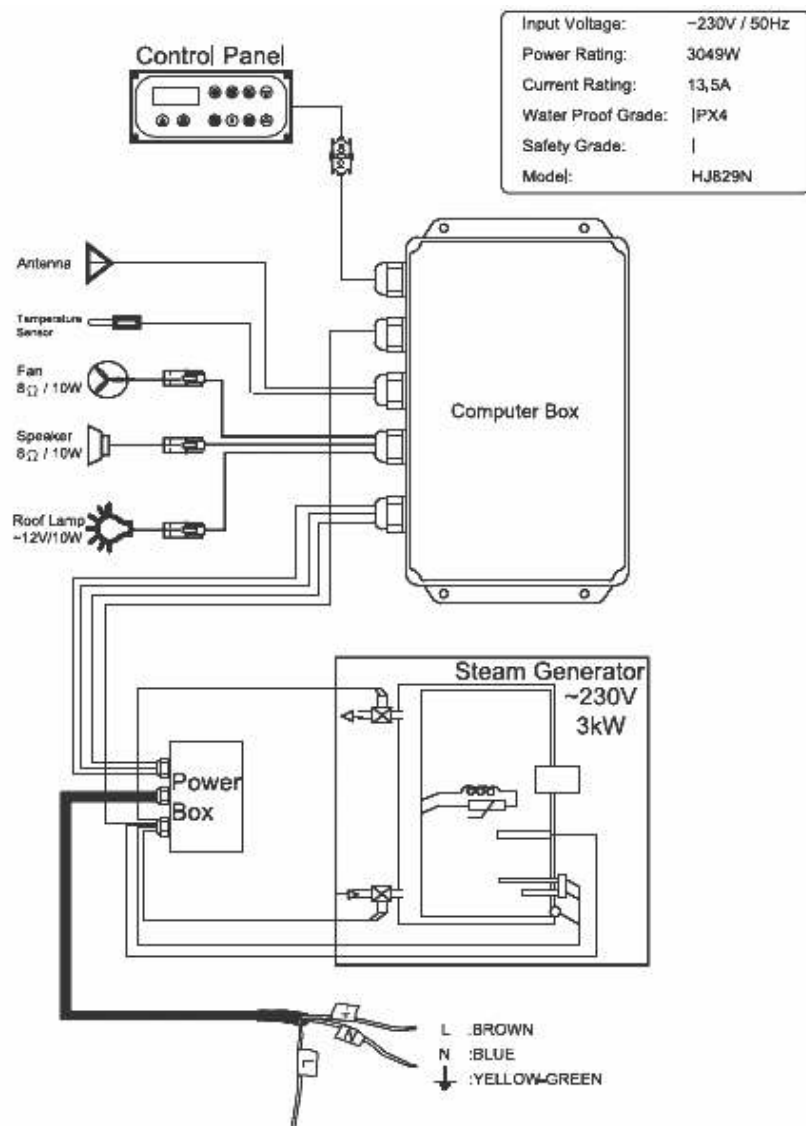 Input Voltage: ~230V / 50Hz
Power Rating: 3049W
Current Rating: 13,5A
Water Proof Grade: IPX4
Safety Grade: I
Model: HJ829N
Control Panel
Antenna
Temperature
Sensor
Fan
8Ω / 10W
Speaker
8Ω / 10W
Roof Lamp
~12V/10W
Computer Box
Steam Generator
~230V
3kW
Power
Box
N
L
L :BROWN
N :BLUE
⏚ :YELLOW-GREEN